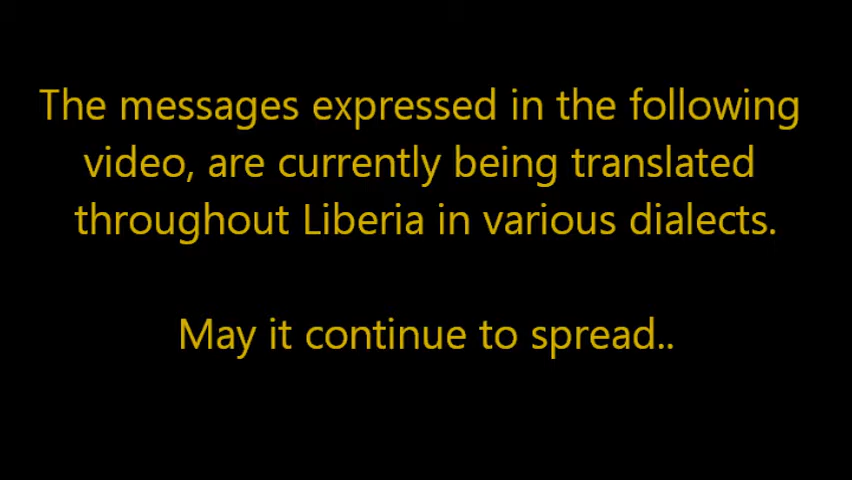 The messages expressed in the following
video, are currently being translated
throughout Liberia in various dialects.
May it continue to spread..